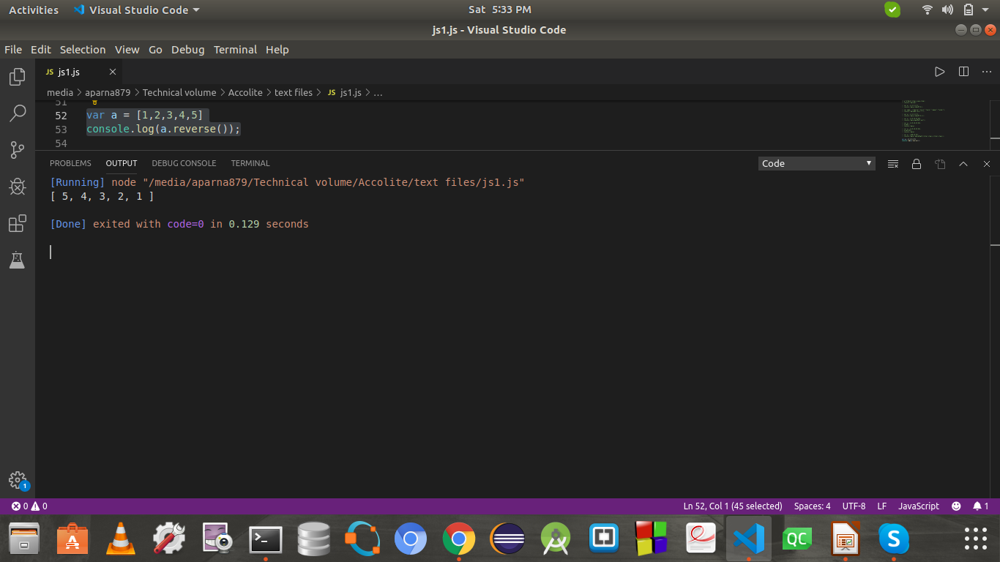 Activities Visual Studio Code Sat 5:33 PM
js1.js - Visual Studio Code
File Edit Selection View Go Debug Terminal Help
JS js1.js
media aparna879 Technical volume Accolite text files JS js1.js ...
51
52 var a = [1,2,3,4,5]
53 console.log(a.reverse());
54
PROBLEMS OUTPUT DEBUG CONSOLE TERMINAL Code
[Running] node "/media/aparna879/Technical volume/Accolite/text files/js1.js"
[ 5, 4, 3, 2, 1 ]
[Done] exited with code=0 in 0.129 seconds
1
0 0 Ln 52, Col 1 (45 selected) Spaces: 4 UTF-8 LF JavaScript 1
A >_ QC S